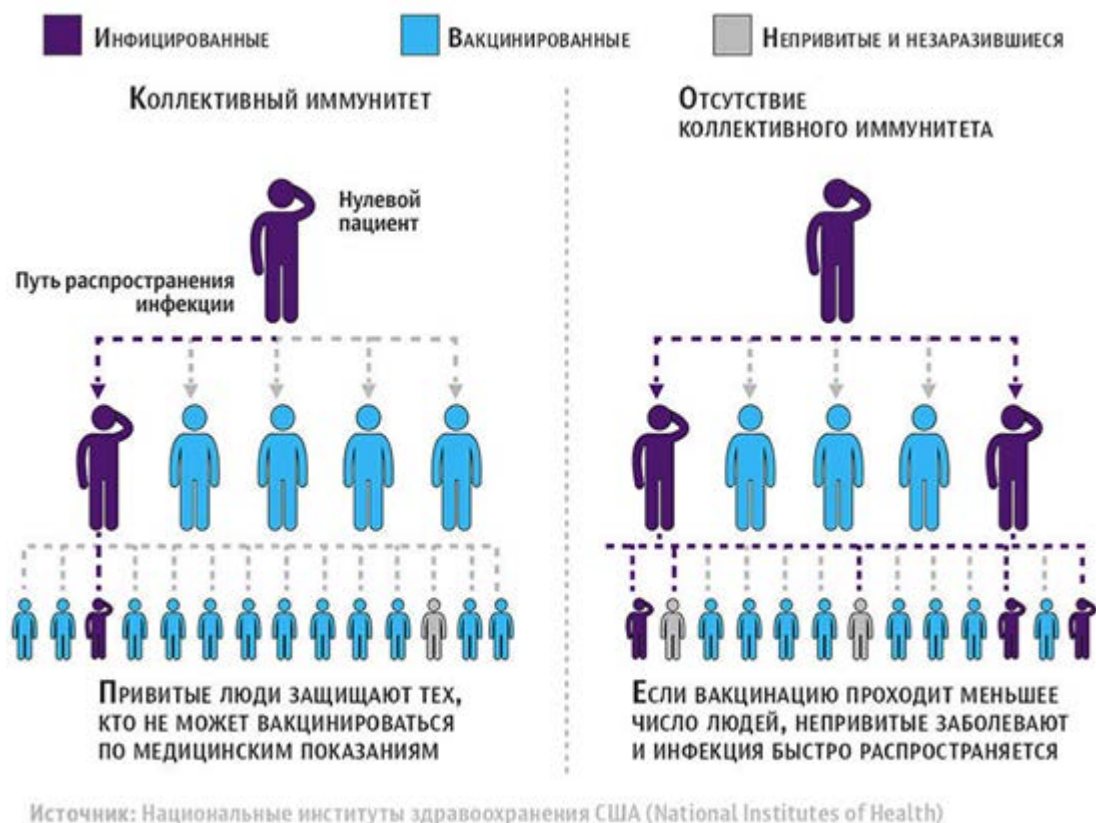 Инфицированные
Вакцинированные
Непривитые и незаразившиеся
Коллективный иммунитет
Нулевой
пациент
Путь распространения
инфекции
Привитые люди защищают тех,
кто не может вакцинироваться
по медицинским показаниям
Отсутствие
коллективного иммунитета
Если вакцинацию проходит меньшее
число людей, непривитые заболевают
и инфекция быстро распространяется
Источник: Национальные институты здравоохранения США (National Institutes of Health)